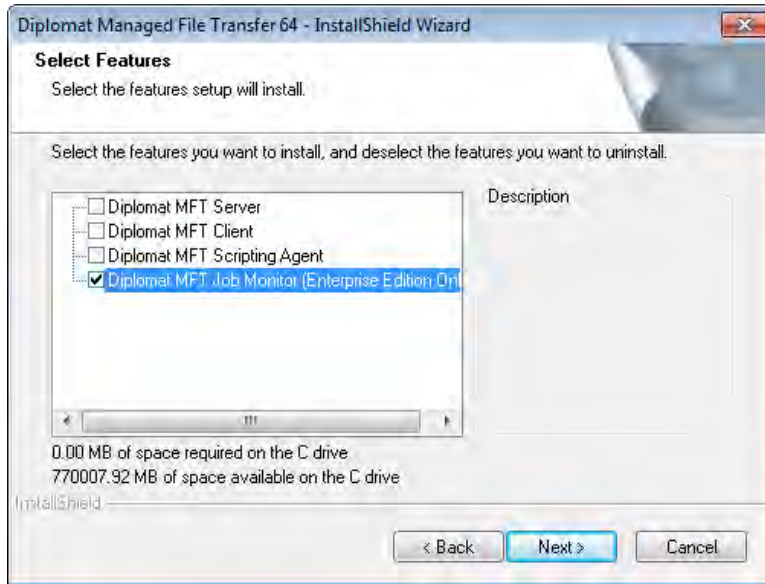 Diplomat Managed File Transfer 64 - InstallShield Wizard
Select Features
Select the features setup will install.
Select the features you want to install, and deselect the features you want to uninstall.
Diplomat MFT Server
Diplomat MFT Client
Diplomat MFT Scripting Agent
Diplomat MFT Job Monitor (Enterprise Edition Onl
Description
0.00 MB of space required on the C drive
770007.92 MB of space available on the C drive
InstallShield
< Back Next > Cancel